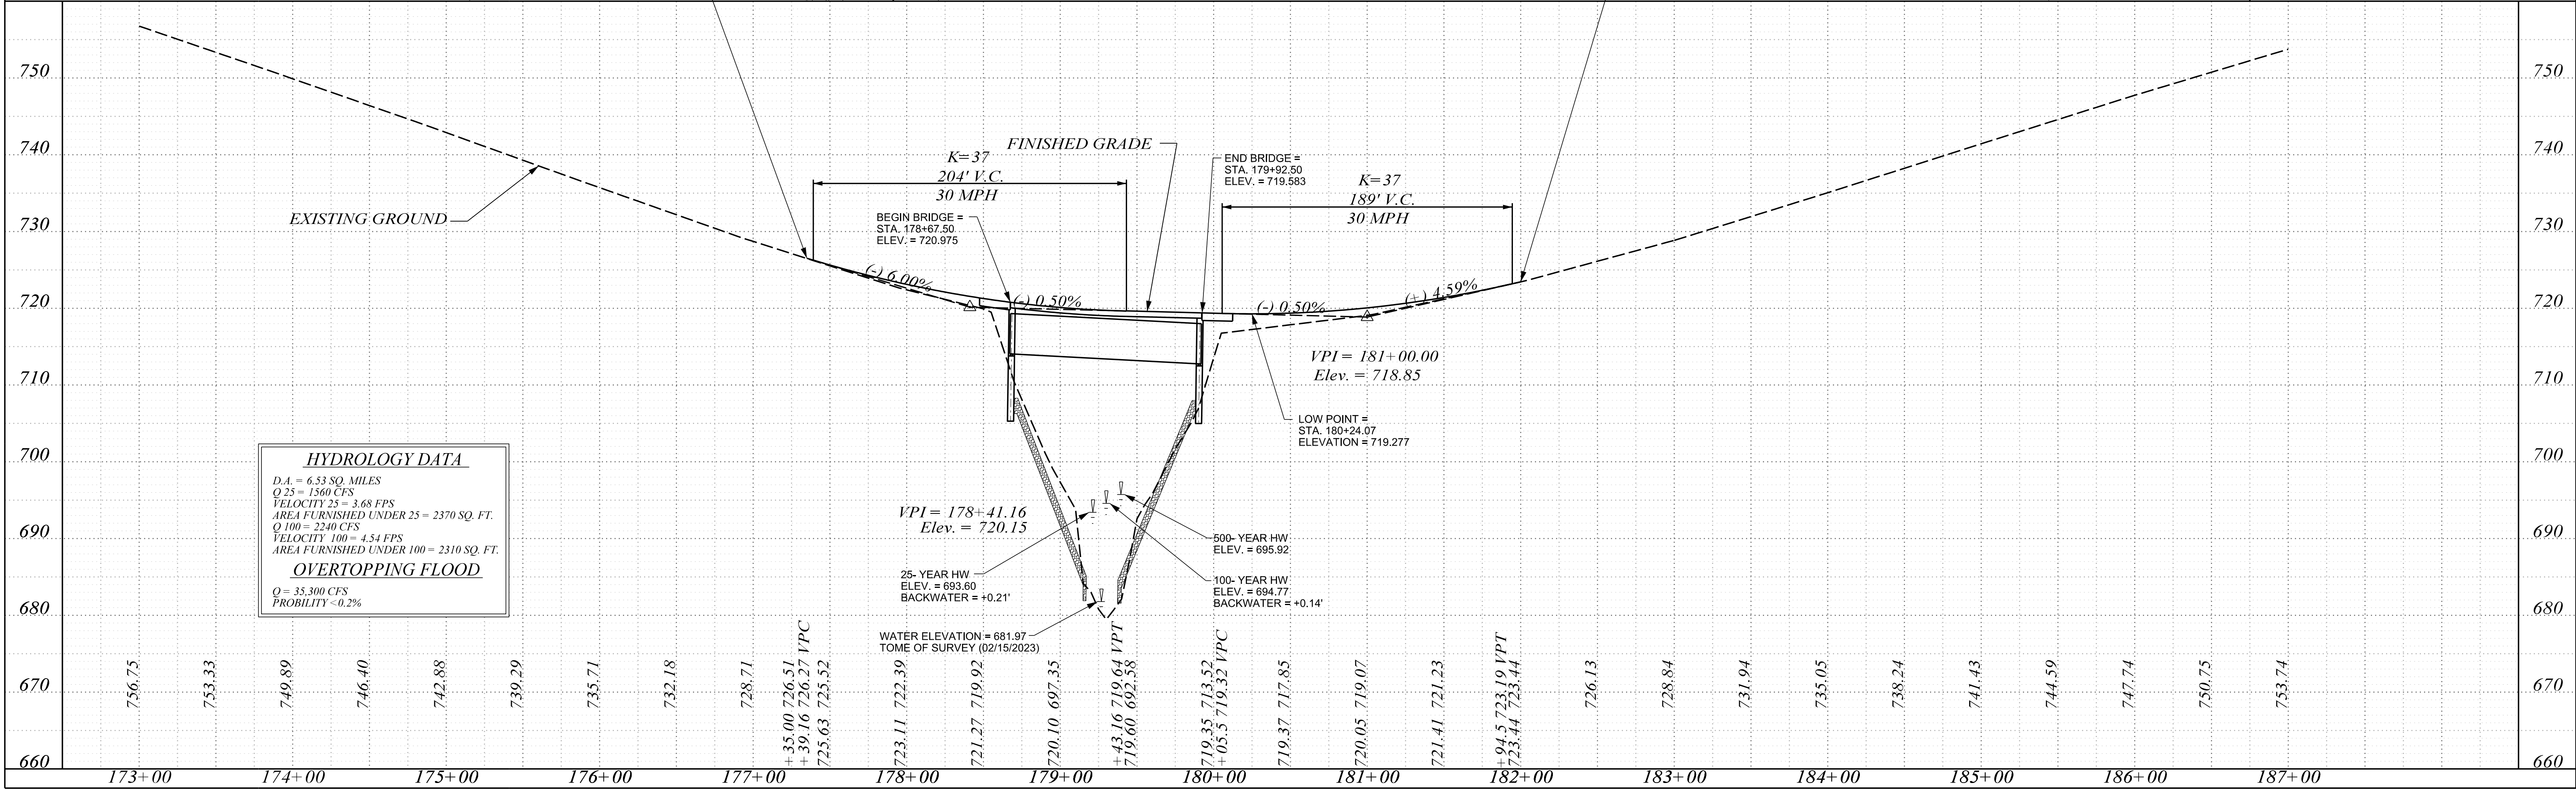 750
750
740
740
730
730
720
720
710
710
700
700
690
690
680
680
670
670
660
660
EXISTING GROUND
K=37
204' V.C.
30 MPH
FINISHED GRADE
BEGIN BRIDGE =
STA. 178+67.50
ELEV. = 720.975
END BRIDGE =
STA. 179+92.50
ELEV. = 719.583
K=37
189' V.C.
30 MPH
(-) 6.00%
(-) 0.50%
(-) 0.50%
(+) 4.59%
VPI = 181+00.00
Elev. = 718.85
LOW POINT =
STA. 180+24.07
ELEVATION = 719.277
HYDROLOGY DATA
D.A. = 6.53 SQ. MILES
Q 25 = 1560 CFS
VELOCITY 25 = 3.68 FPS
AREA FURNISHED UNDER 25 = 2370 SQ. FT.
Q 100 = 2240 CFS
VELOCITY 100 = 4.54 FPS
AREA FURNISHED UNDER 100 = 2310 SQ. FT.
OVERTOPPING FLOOD
Q = 35,300 CFS
PROBILITY <0.2%
VPI = 178+41.16
Elev. = 720.15
25- YEAR HW
ELEV. = 693.60
BACKWATER = +0.21'
500- YEAR HW
ELEV. = 695.92
100- YEAR HW
ELEV. = 694.77
BACKWATER = +0.14'
WATER ELEVATION = 681.97
TOME OF SURVEY (02/15/2023)
756.75
753.33
749.89
746.40
742.88
739.29
735.71
732.18
728.71
+35.00 726.51
+39.16 726.27 VPC
725.63 725.52
723.11 722.39
721.27 719.92
720.10 697.35
+43.16 719.64 VPT
719.60 692.58
719.35 713.52
+05.5 719.32 VPC
719.37 717.85
720.05 719.07
721.41 721.23
+94.5 723.19 VPT
723.44 723.44
726.13
728.84
731.94
735.05
738.24
741.43
744.59
747.74
750.75
753.74
173+00
174+00
175+00
176+00
177+00
178+00
179+00
180+00
181+00
182+00
183+00
184+00
185+00
186+00
187+00